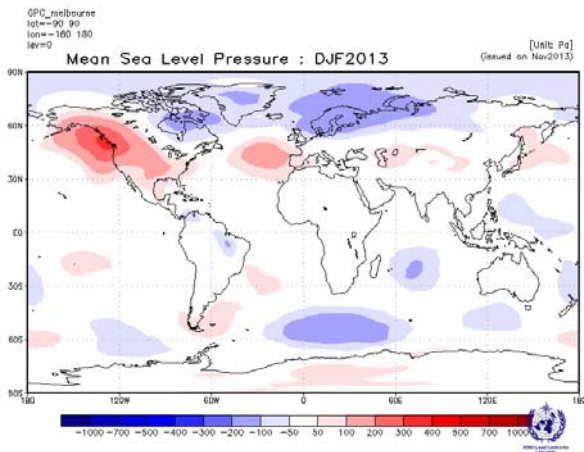 GPC_melbourne
lat=-90 90
lon=-180 180
lev=0
[Unit: Pa]
Mean Sea Level Pressure : DJF2013
(issued on Nov2013)
90N
60N
30N
EQ
30S
60S
90S
180 120W 60W 0 60E 120E 180
-1000 -700 -500 -400 -300 -200 -100 -50 50 100 200 300 400 500 700 1000